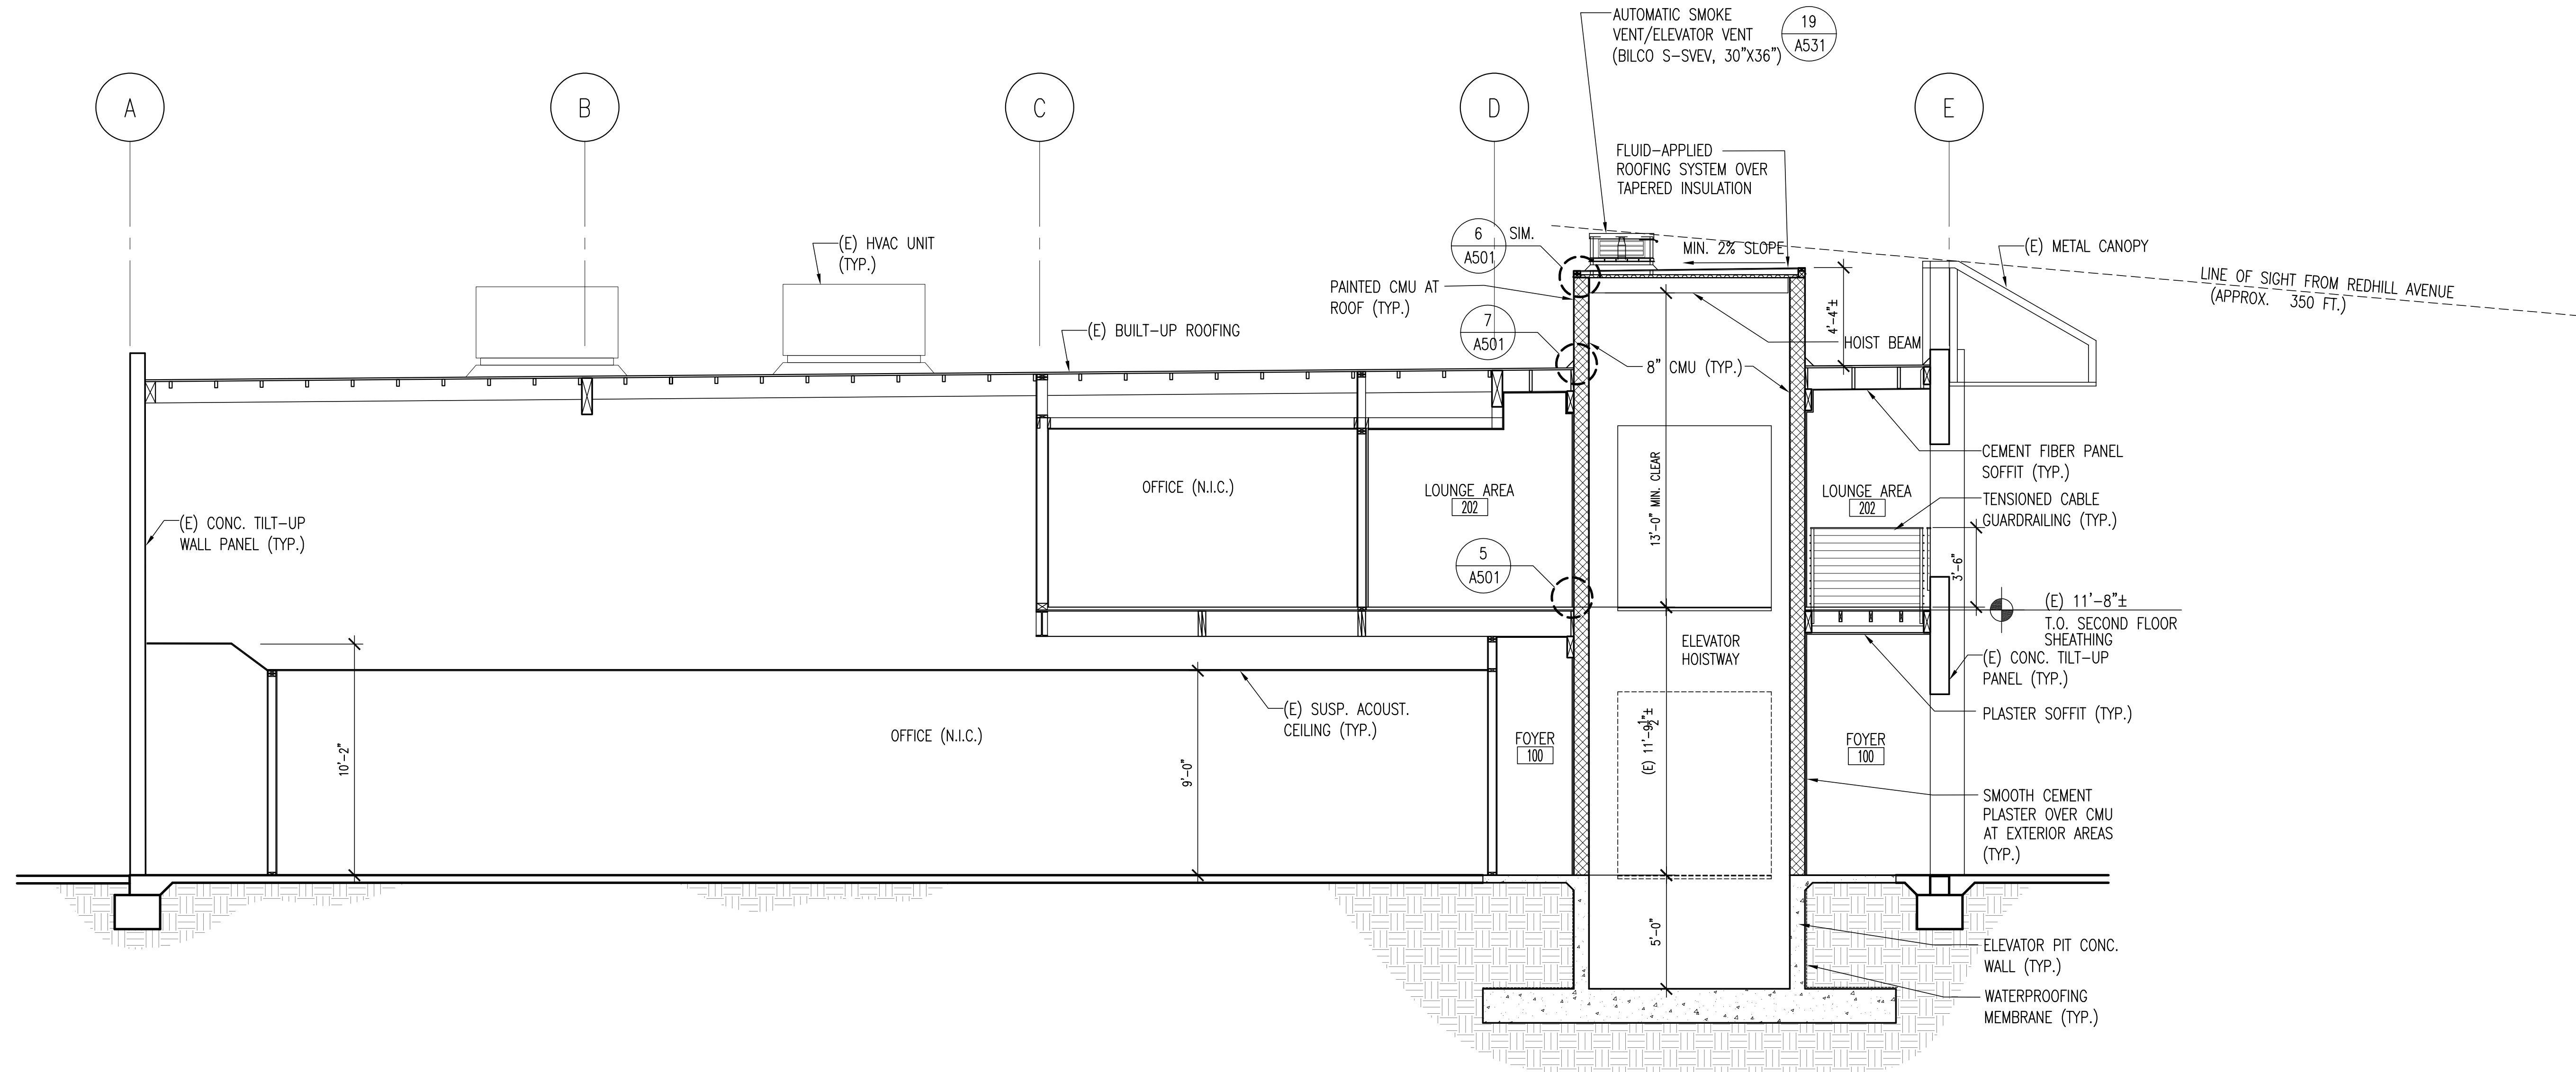 AUTOMATIC SMOKE
VENT/ELEVATOR VENT
(BILCO S-SVEV, 30"X36")
19
A531
A
B
C
D
E
FLUID-APPLIED
ROOFING SYSTEM OVER
TAPERED INSULATION
6
A501
SIM.
MIN. 2% SLOPE
(E) HVAC UNIT
(TYP.)
(E) METAL CANOPY
LINE OF SIGHT FROM REDHILL AVENUE
(APPROX. 350 FT.)
PAINTED CMU AT
ROOF (TYP.)
4'-4"±
7
A501
(E) BUILT-UP ROOFING
HOIST BEAM
8" CMU (TYP.)
CEMENT FIBER PANEL
SOFFIT (TYP.)
OFFICE (N.I.C.)
LOUNGE AREA
202
13'-0" MIN. CLEAR
LOUNGE AREA
202
TENSIONED CABLE
GUARDRAILING (TYP.)
(E) CONC. TILT-UP
WALL PANEL (TYP.)
5
A501
3'-6"
(E) 11'-8"±
T.O. SECOND FLOOR
SHEATHING
ELEVATOR
HOISTWAY
(E) CONC. TILT-UP
PANEL (TYP.)
PLASTER SOFFIT (TYP.)
(E) SUSP. ACOUST.
CEILING (TYP.)
OFFICE (N.I.C.)
10'-2"
9'-0"
FOYER
100
(E) 11'-9 1/2"±
FOYER
100
SMOOTH CEMENT
PLASTER OVER CMU
AT EXTERIOR AREAS
(TYP.)
5'-0"
ELEVATOR PIT CONC.
WALL (TYP.)
WATERPROOFING
MEMBRANE (TYP.)